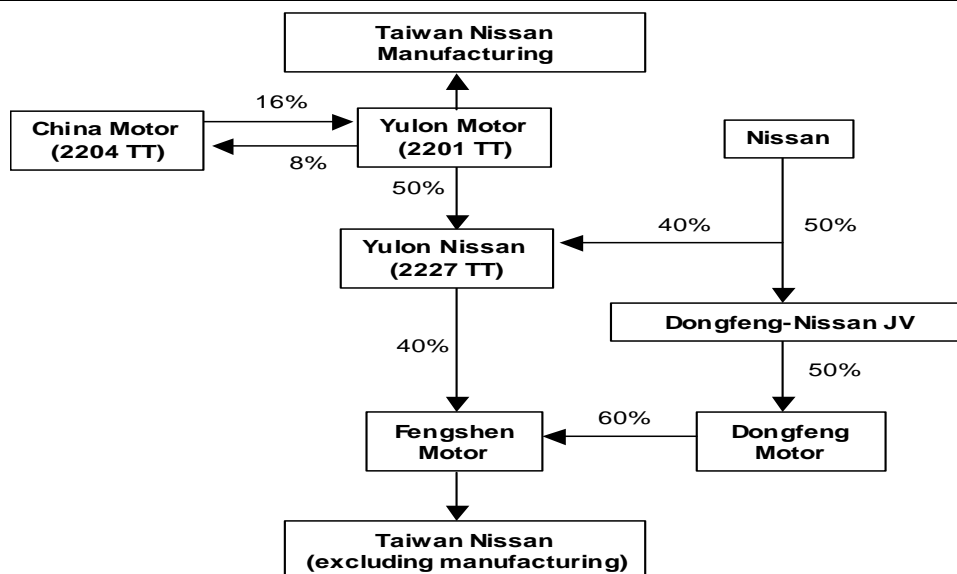 Taiwan Nissan
Manufacturing
16%
China Motor
(2204 TT)
Yulon Motor
(2201 TT)
Nissan
8%
50%
40%
50%
Yulon Nissan
(2227 TT)
Dongfeng-Nissan JV
40%
50%
60%
Fengshen
Motor
Dongfeng
Motor
Taiwan Nissan
(excluding manufacturing)